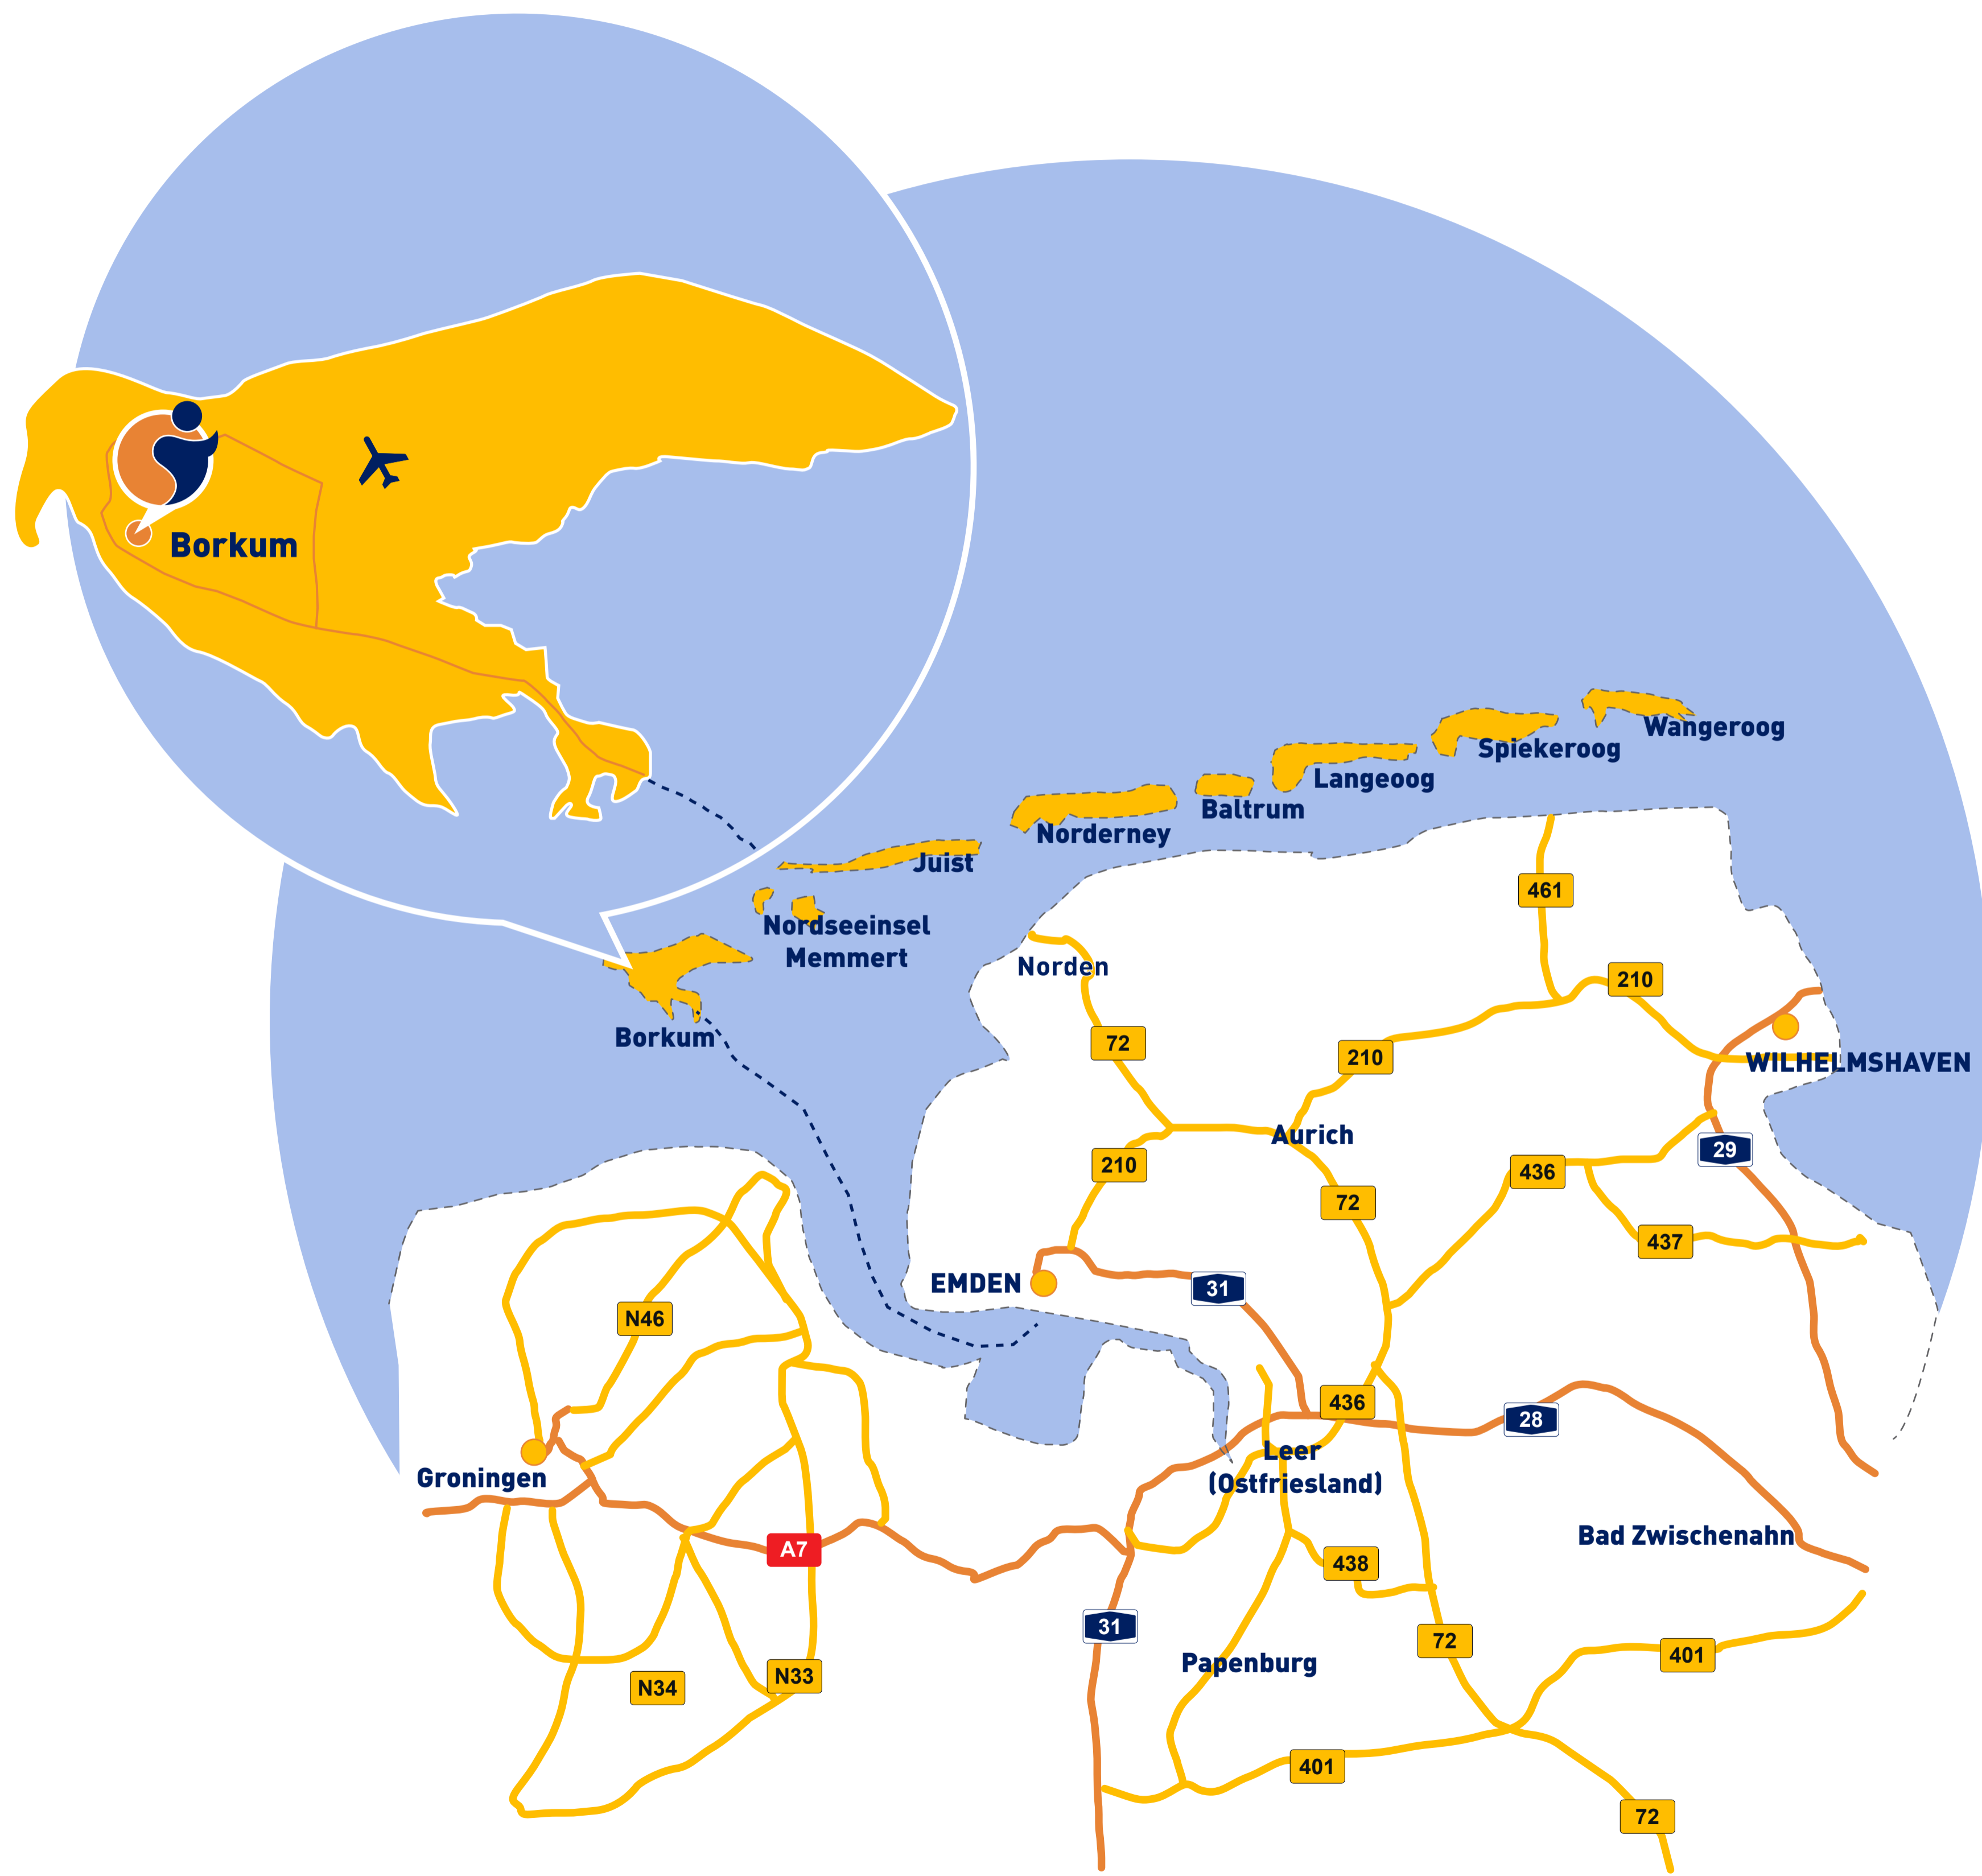 Borkum
Wangeroog
Spiekeroog
Langeoog
Baltrum
Norderney
Juist
Nordseeinsel
Memmert
Borkum
461
Norden
210
72
210
WILHELMSHAVEN
Aurich
29
210
436
72
437
EMDEN
31
N46
436
28
Leer
(Ostfriesland)
Groningen
Bad Zwischenahn
A7
438
31
72
401
Papenburg
N33
N34
401
72